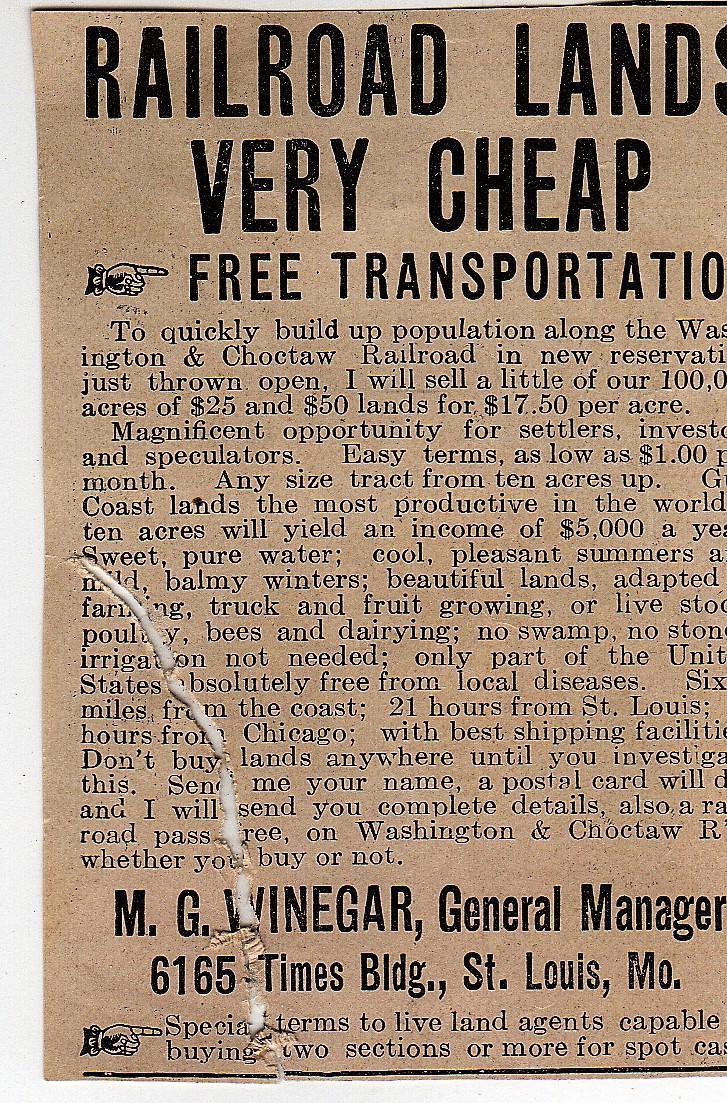 RAILROAD LANDS
VERY CHEAP
FREE TRANSPORTATIO
To quickly build up population along the Was
ington & Choctaw Railroad in new reservati
just thrown open, I will sell a little of our 100,0
acres of $25 and $50 lands for $17.50 per acre.
Magnificent opportunity for settlers, investo
and speculators. Easy terms, as low as $1.00 p
month. Any size tract from ten acres up. Gu
Coast lands the most productive in the world
ten acres will yield an income of $5,000 a yea
Sweet, pure water; cool, pleasant summers a
mild, balmy winters; beautiful lands, adapted
farming, truck and fruit growing, or live stoc
poultry, bees and dairying; no swamp, no stone
irrigation not needed; only part of the Unit
States absolutely free from local diseases. Six
miles from the coast; 21 hours from St. Louis;
hours from Chicago; with best shipping facilitie
Don't buy lands anywhere until you investiga
this. Send me your name, a postal card will d
and I will send you complete details, also a ra
road pass free, on Washington & Choctaw R'
whether you buy or not.
M. G. WINEGAR, General Manager
6165 Times Bldg., St. Louis, Mo.
Special terms to live land agents capable
buying two sections or more for spot cas